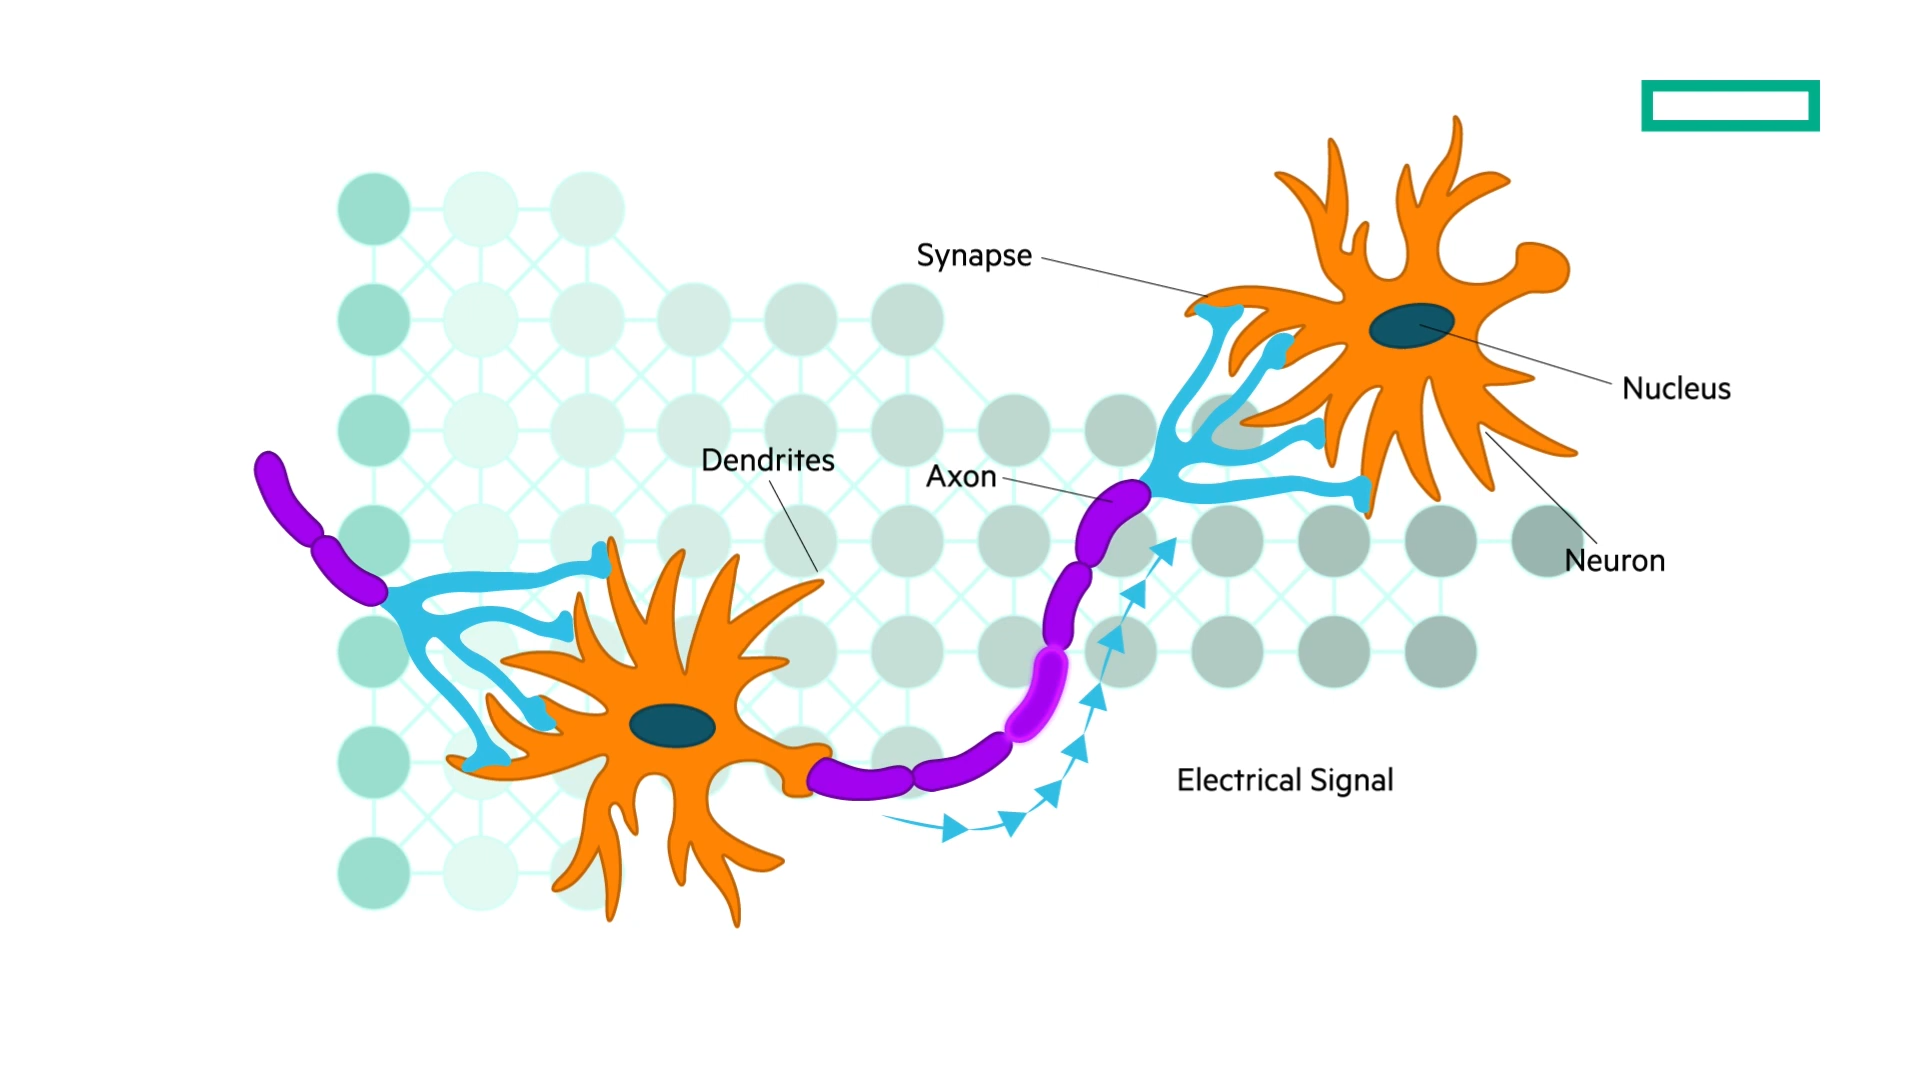 Synapse
Nucleus
Dendrites
Axon
Neuron
Electrical Signal